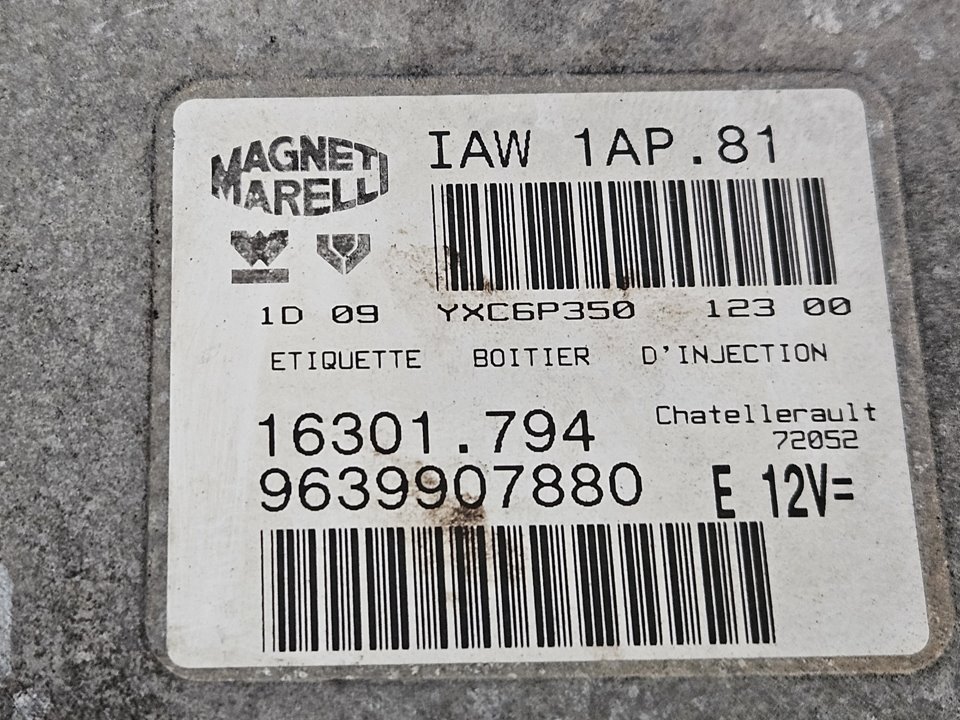 MAGNETI
MARELLI
IAW 1AP.81
1D 09 YXC6P350 123 00
ETIQUETTE BOITIER D'INJECTION
16301.794
Chatellerault
72052
9639907880
E 12V=